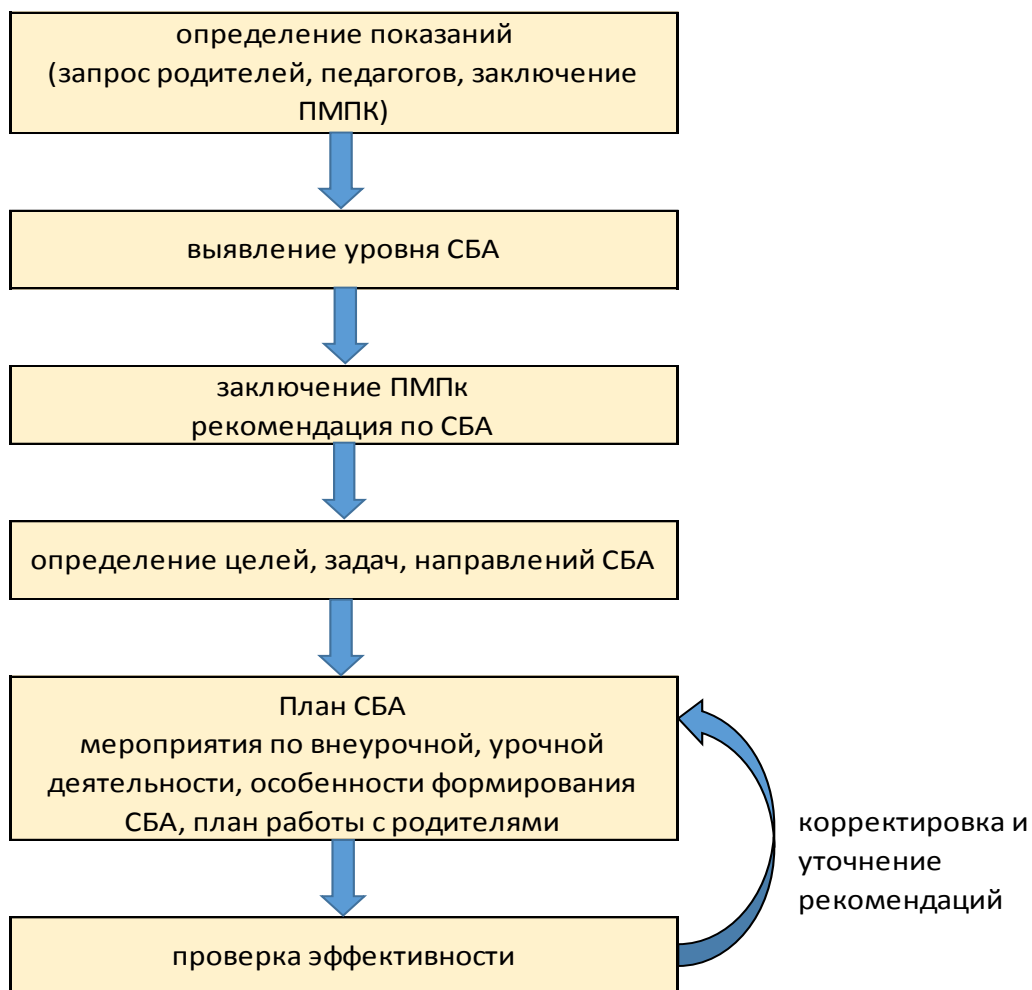 определение показаний
(запрос родителей, педагогов, заключение
ПМПК)
выявление уровня СБА
заключение ПМПк
рекомендация по СБА
определение целей, задач, направлений СБА
План СБА
мероприятия по внеурочной, урочной
деятельности, особенности формирования
СБА, план работы с родителями
корректировка и
уточнение
рекомендаций
проверка эффективности